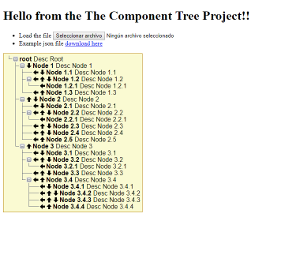 Hello from the The Component Tree Project!!
Load the file Seleccionar archivo Ningún archivo seleccionado
Example json file download here
root Desc Root
Node 1 Desc Node 1
Node 1.1 Desc Node 1.1
Node 1.2 Desc Node 1.2
Node 1.2.1 Desc Node 1.2.1
Node 1.3 Desc Node 1.3
Node 2 Desc Node 2
Node 2.1 Desc Node 2.1
Node 2.2 Desc Node 2.2
Node 2.2.1 Desc Node 2.2.1
Node 2.3 Desc Node 2.3
Node 2.4 Desc Node 2.4
Node 2.5 Desc Node 2.5
Node 3 Desc Node 3
Node 3.1 Desc Node 3.1
Node 3.2 Desc Node 3.2
Node 3.2.1 Desc Node 3.2.1
Node 3.3 Desc Node 3.3
Node 3.4 Desc Node 3.4
Node 3.4.1 Desc Node 3.4.1
Node 3.4.2 Desc Node 3.4.2
Node 3.4.3 Desc Node 3.4.3
Node 3.4.4 Desc Node 3.4.4